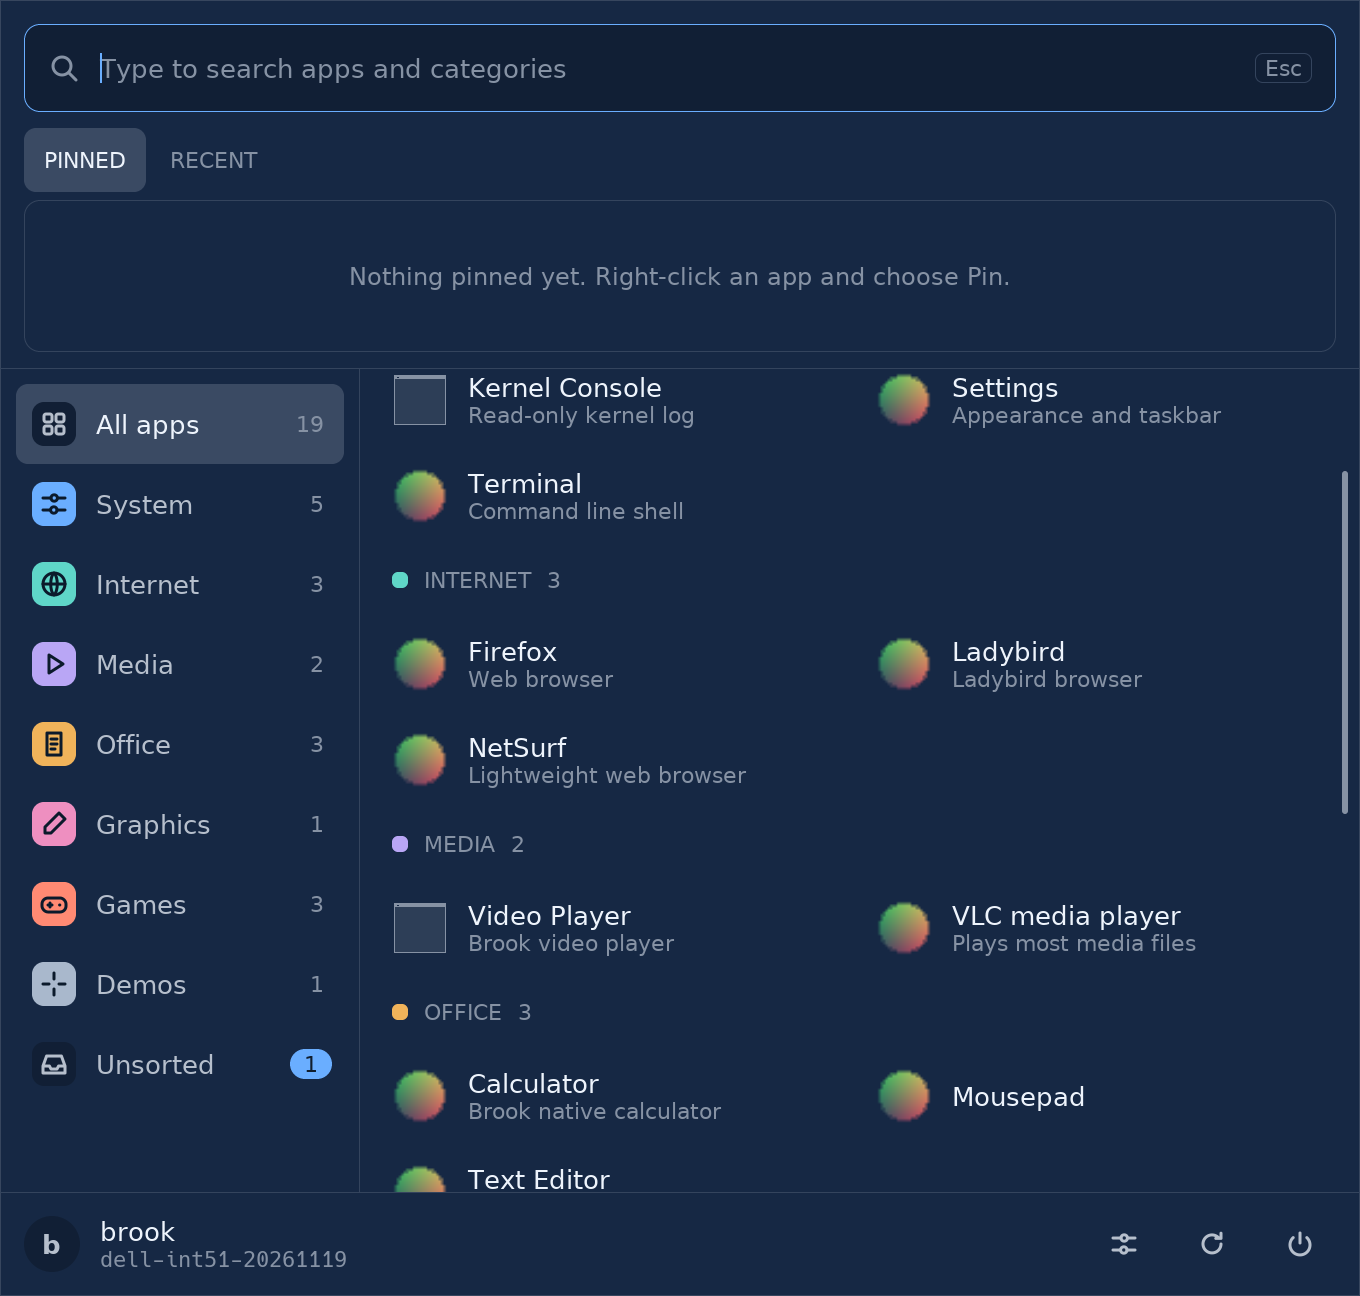 Type to search apps and categories
Esc
PINNED
RECENT
Nothing pinned yet. Right-click an app and choose Pin.
All apps 19
System 5
Internet 3
Media 2
Office 3
Graphics 1
Games 3
Demos 1
Unsorted 1
Kernel Console
Read-only kernel log
Settings
Appearance and taskbar
Terminal
Command line shell
INTERNET 3
Firefox
Web browser
Ladybird
Ladybird browser
NetSurf
Lightweight web browser
MEDIA 2
Video Player
Brook video player
VLC media player
Plays most media files
OFFICE 3
Calculator
Brook native calculator
Mousepad
Text Editor
b
brook
dell-int51-20261119